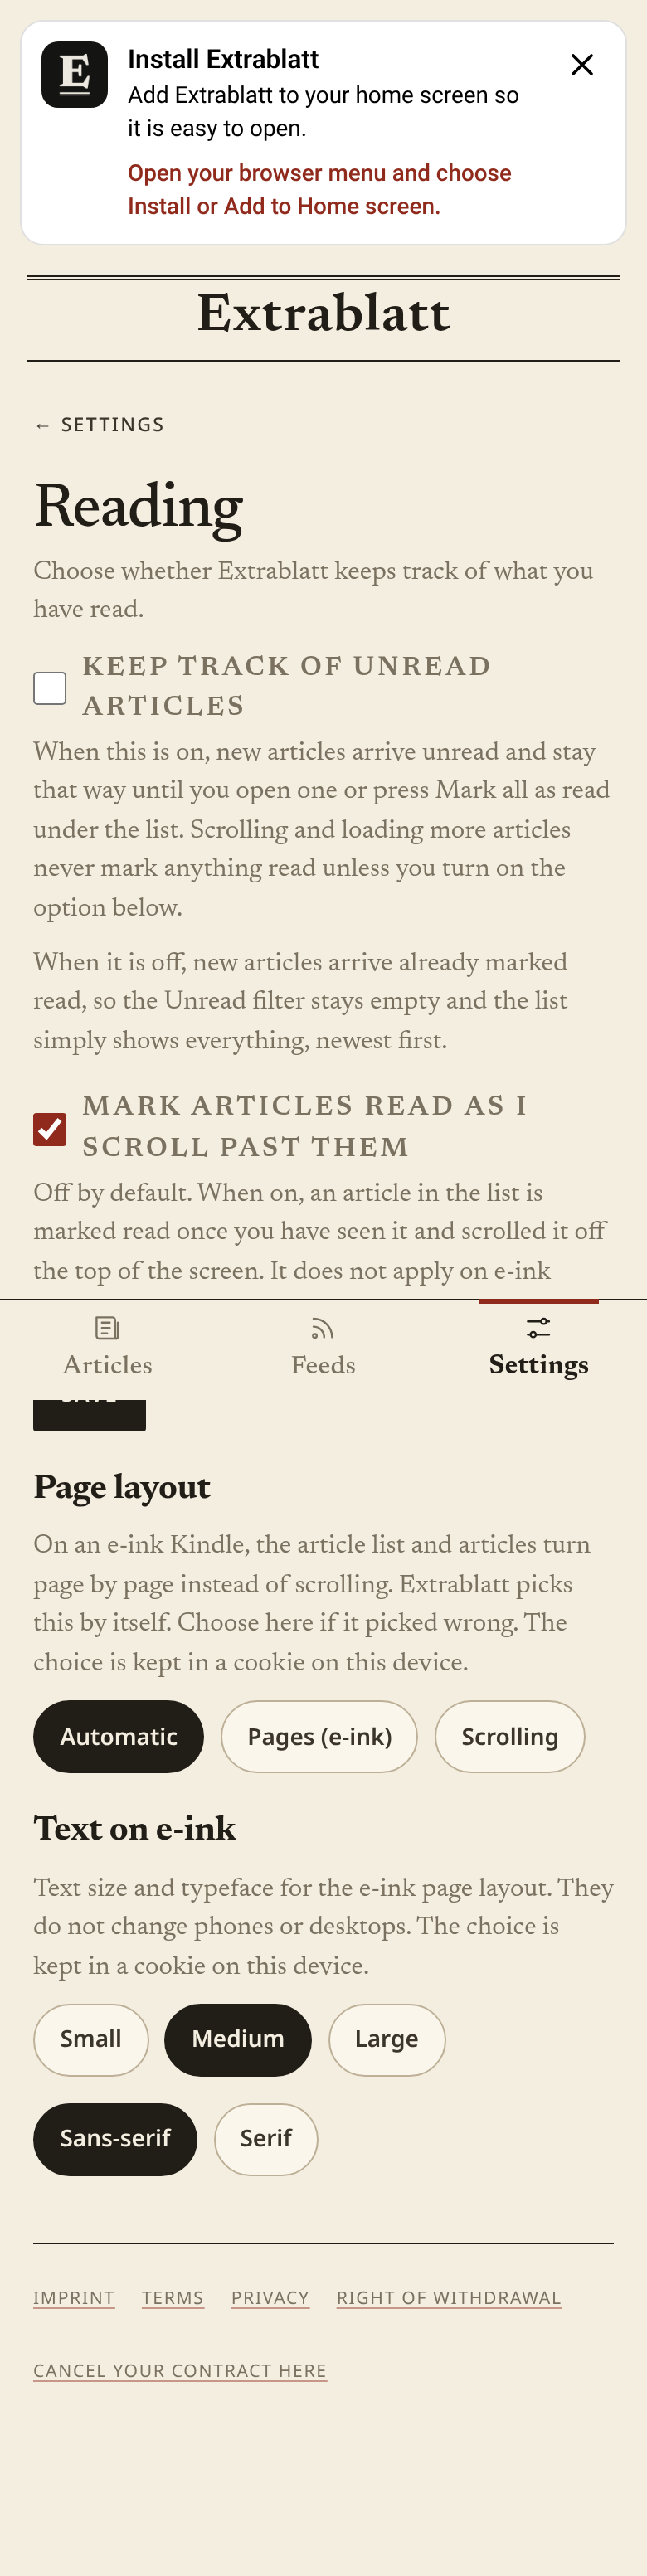 E
Install Extrablatt
Add Extrablatt to your home screen so
it is easy to open.
Open your browser menu and choose
Install or Add to Home screen.
Extrablatt
← SETTINGS
Reading
Choose whether Extrablatt keeps track of what you
have read.
KEEP TRACK OF UNREAD
ARTICLES
When this is on, new articles arrive unread and stay
that way until you open one or press Mark all as read
under the list. Scrolling and loading more articles
never mark anything read unless you turn on the
option below.
When it is off, new articles arrive already marked
read, so the Unread filter stays empty and the list
simply shows everything, newest first.
MARK ARTICLES READ AS I
SCROLL PAST THEM
Off by default. When on, an article in the list is
marked read once you have seen it and scrolled it off
the top of the screen. It does not apply on e-ink
Articles
Feeds
Settings
Page layout
On an e-ink Kindle, the article list and articles turn
page by page instead of scrolling. Extrablatt picks
this by itself. Choose here if it picked wrong. The
choice is kept in a cookie on this device.
Automatic
Pages (e-ink)
Scrolling
Text on e-ink
Text size and typeface for the e-ink page layout. They
do not change phones or desktops. The choice is
kept in a cookie on this device.
Small
Medium
Large
Sans-serif
Serif
IMPRINT
TERMS
PRIVACY
RIGHT OF WITHDRAWAL
CANCEL YOUR CONTRACT HERE